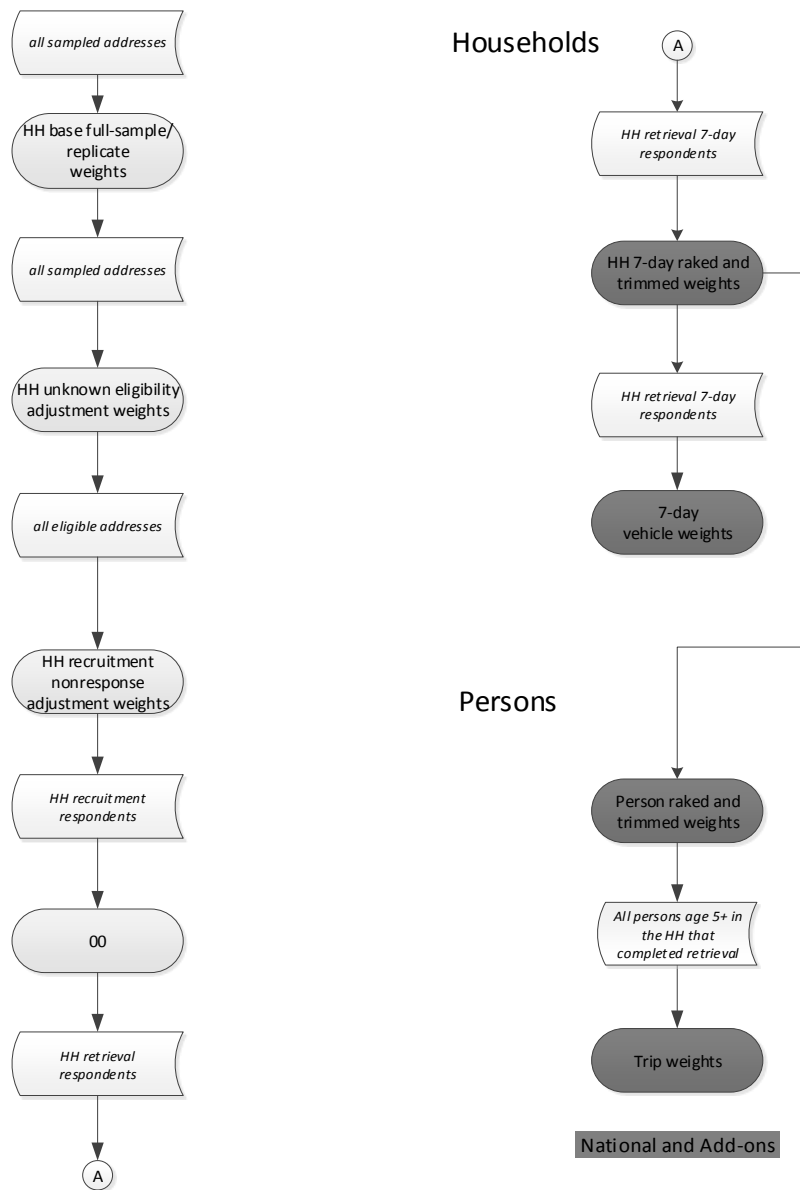 all sampled addresses
HH base full-sample/
replicate
weights
all sampled addresses
HH unknown eligibility
adjustment weights
all eligible addresses
HH recruitment
nonresponse
adjustment weights
HH recruitment
respondents
00
HH retrieval
respondents
A
Households
A
HH retrieval 7-day
respondents
HH 7-day raked and
trimmed weights
HH retrieval 7-day
respondents
7-day
vehicle weights
Persons
Person raked and
trimmed weights
All persons age 5+ in
the HH that
completed retrieval
Trip weights
National and Add-ons